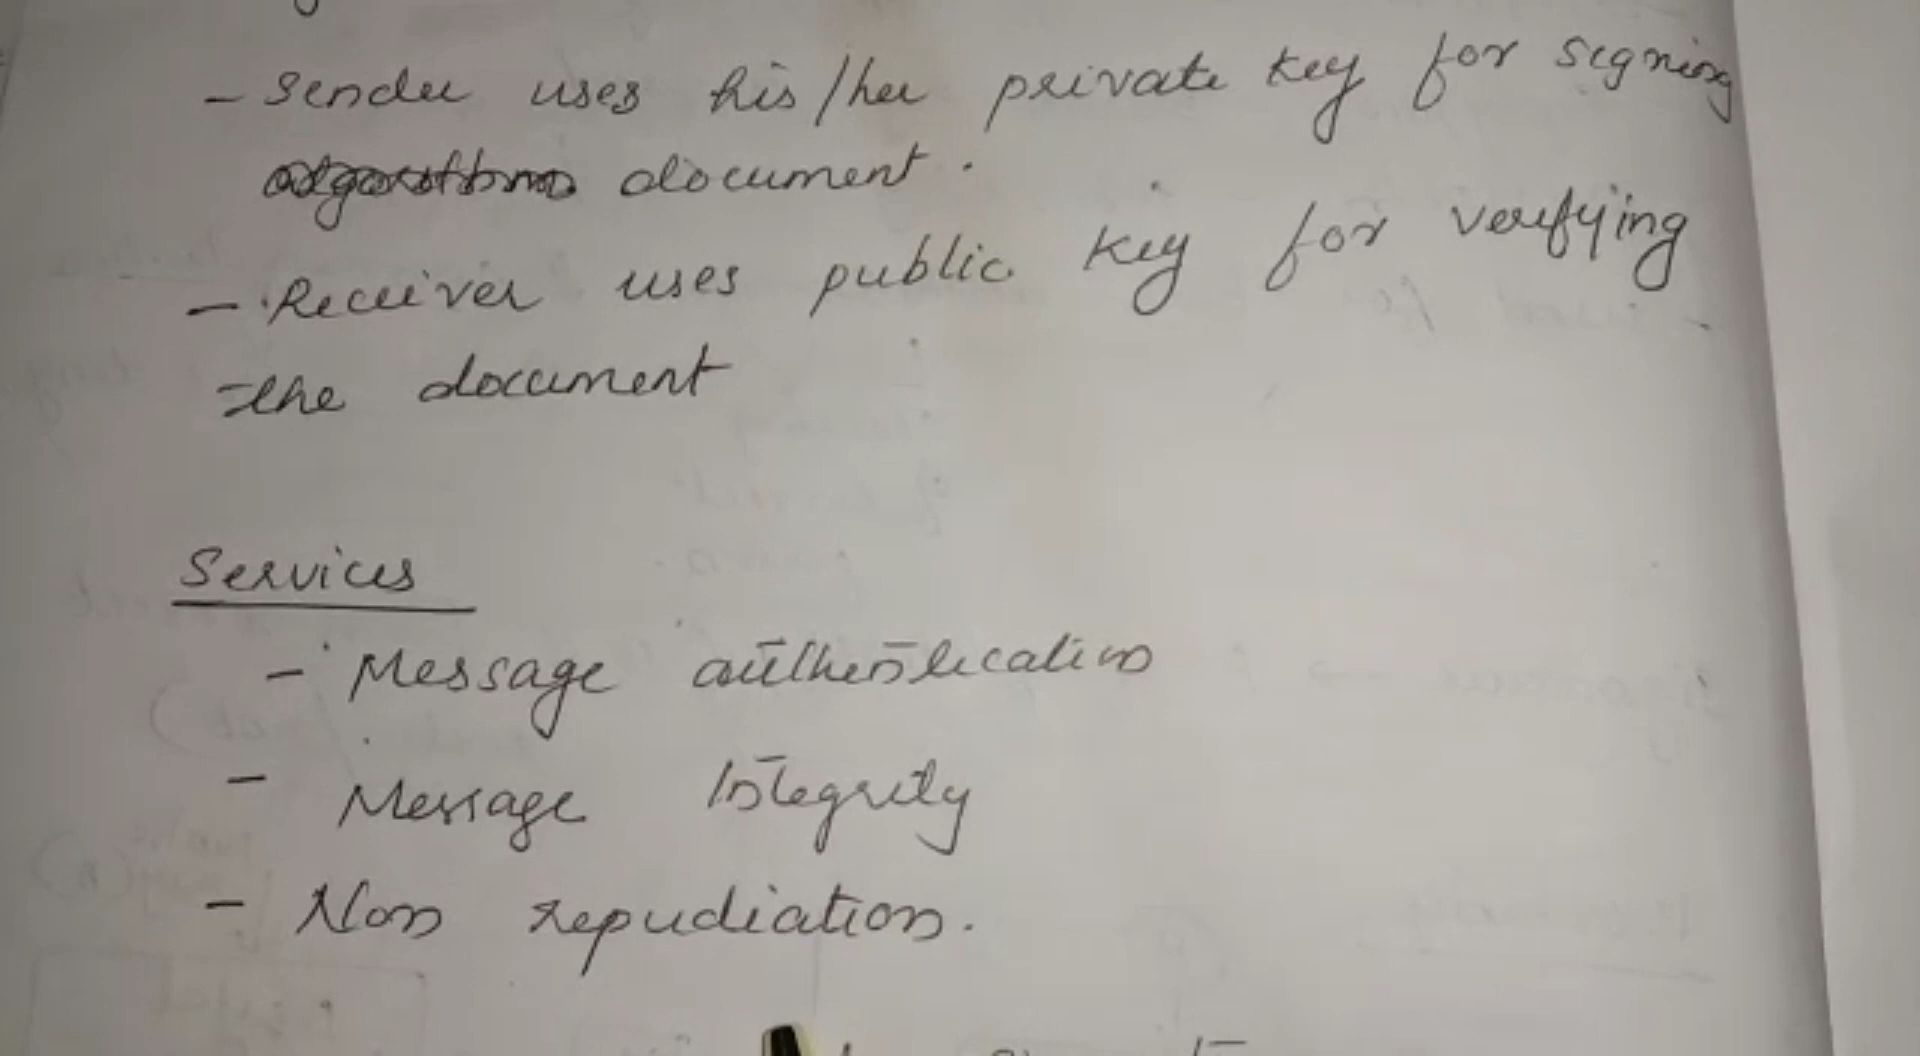 - Sender uses his/her private key for signing
document.
- Receiver uses public key for verifying
the document
Services
- Message authentication
- Message Integrity
- Non repudiation.